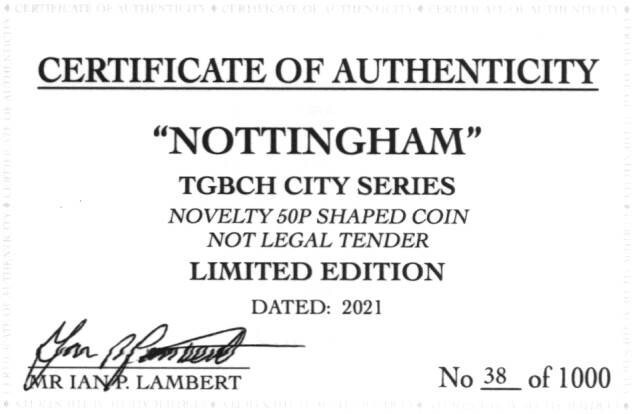 CERTIFICATE OF AUTHENTICITY
"NOTTINGHAM"
TGBCH CITY SERIES
NOVELTY 50P SHAPED COIN
NOT LEGAL TENDER
LIMITED EDITION
DATED: 2021
MR IAN P. LAMBERT
No 38 of 1000